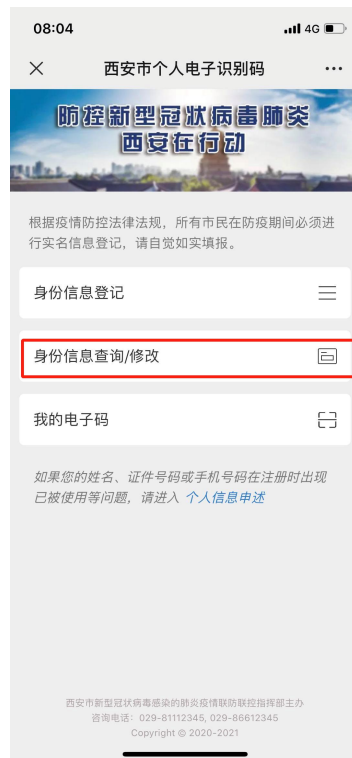 08:04
4G
西安市个人电子识别码
防控新型冠状病毒肺炎
西安在行动
根据疫情防控法律法规，所有市民在防疫期间必须进
行实名信息登记，请自觉如实填报。
身份信息登记
身份信息查询/修改
我的电子码
如果您的姓名、证件号码或手机号码在注册时出现
已被使用等问题，请进入 个人信息申述
西安市新型冠状病毒感染的肺炎疫情联防联控指挥部主办
咨询电话：029-81112345, 029-86612345
Copyright © 2020-2021